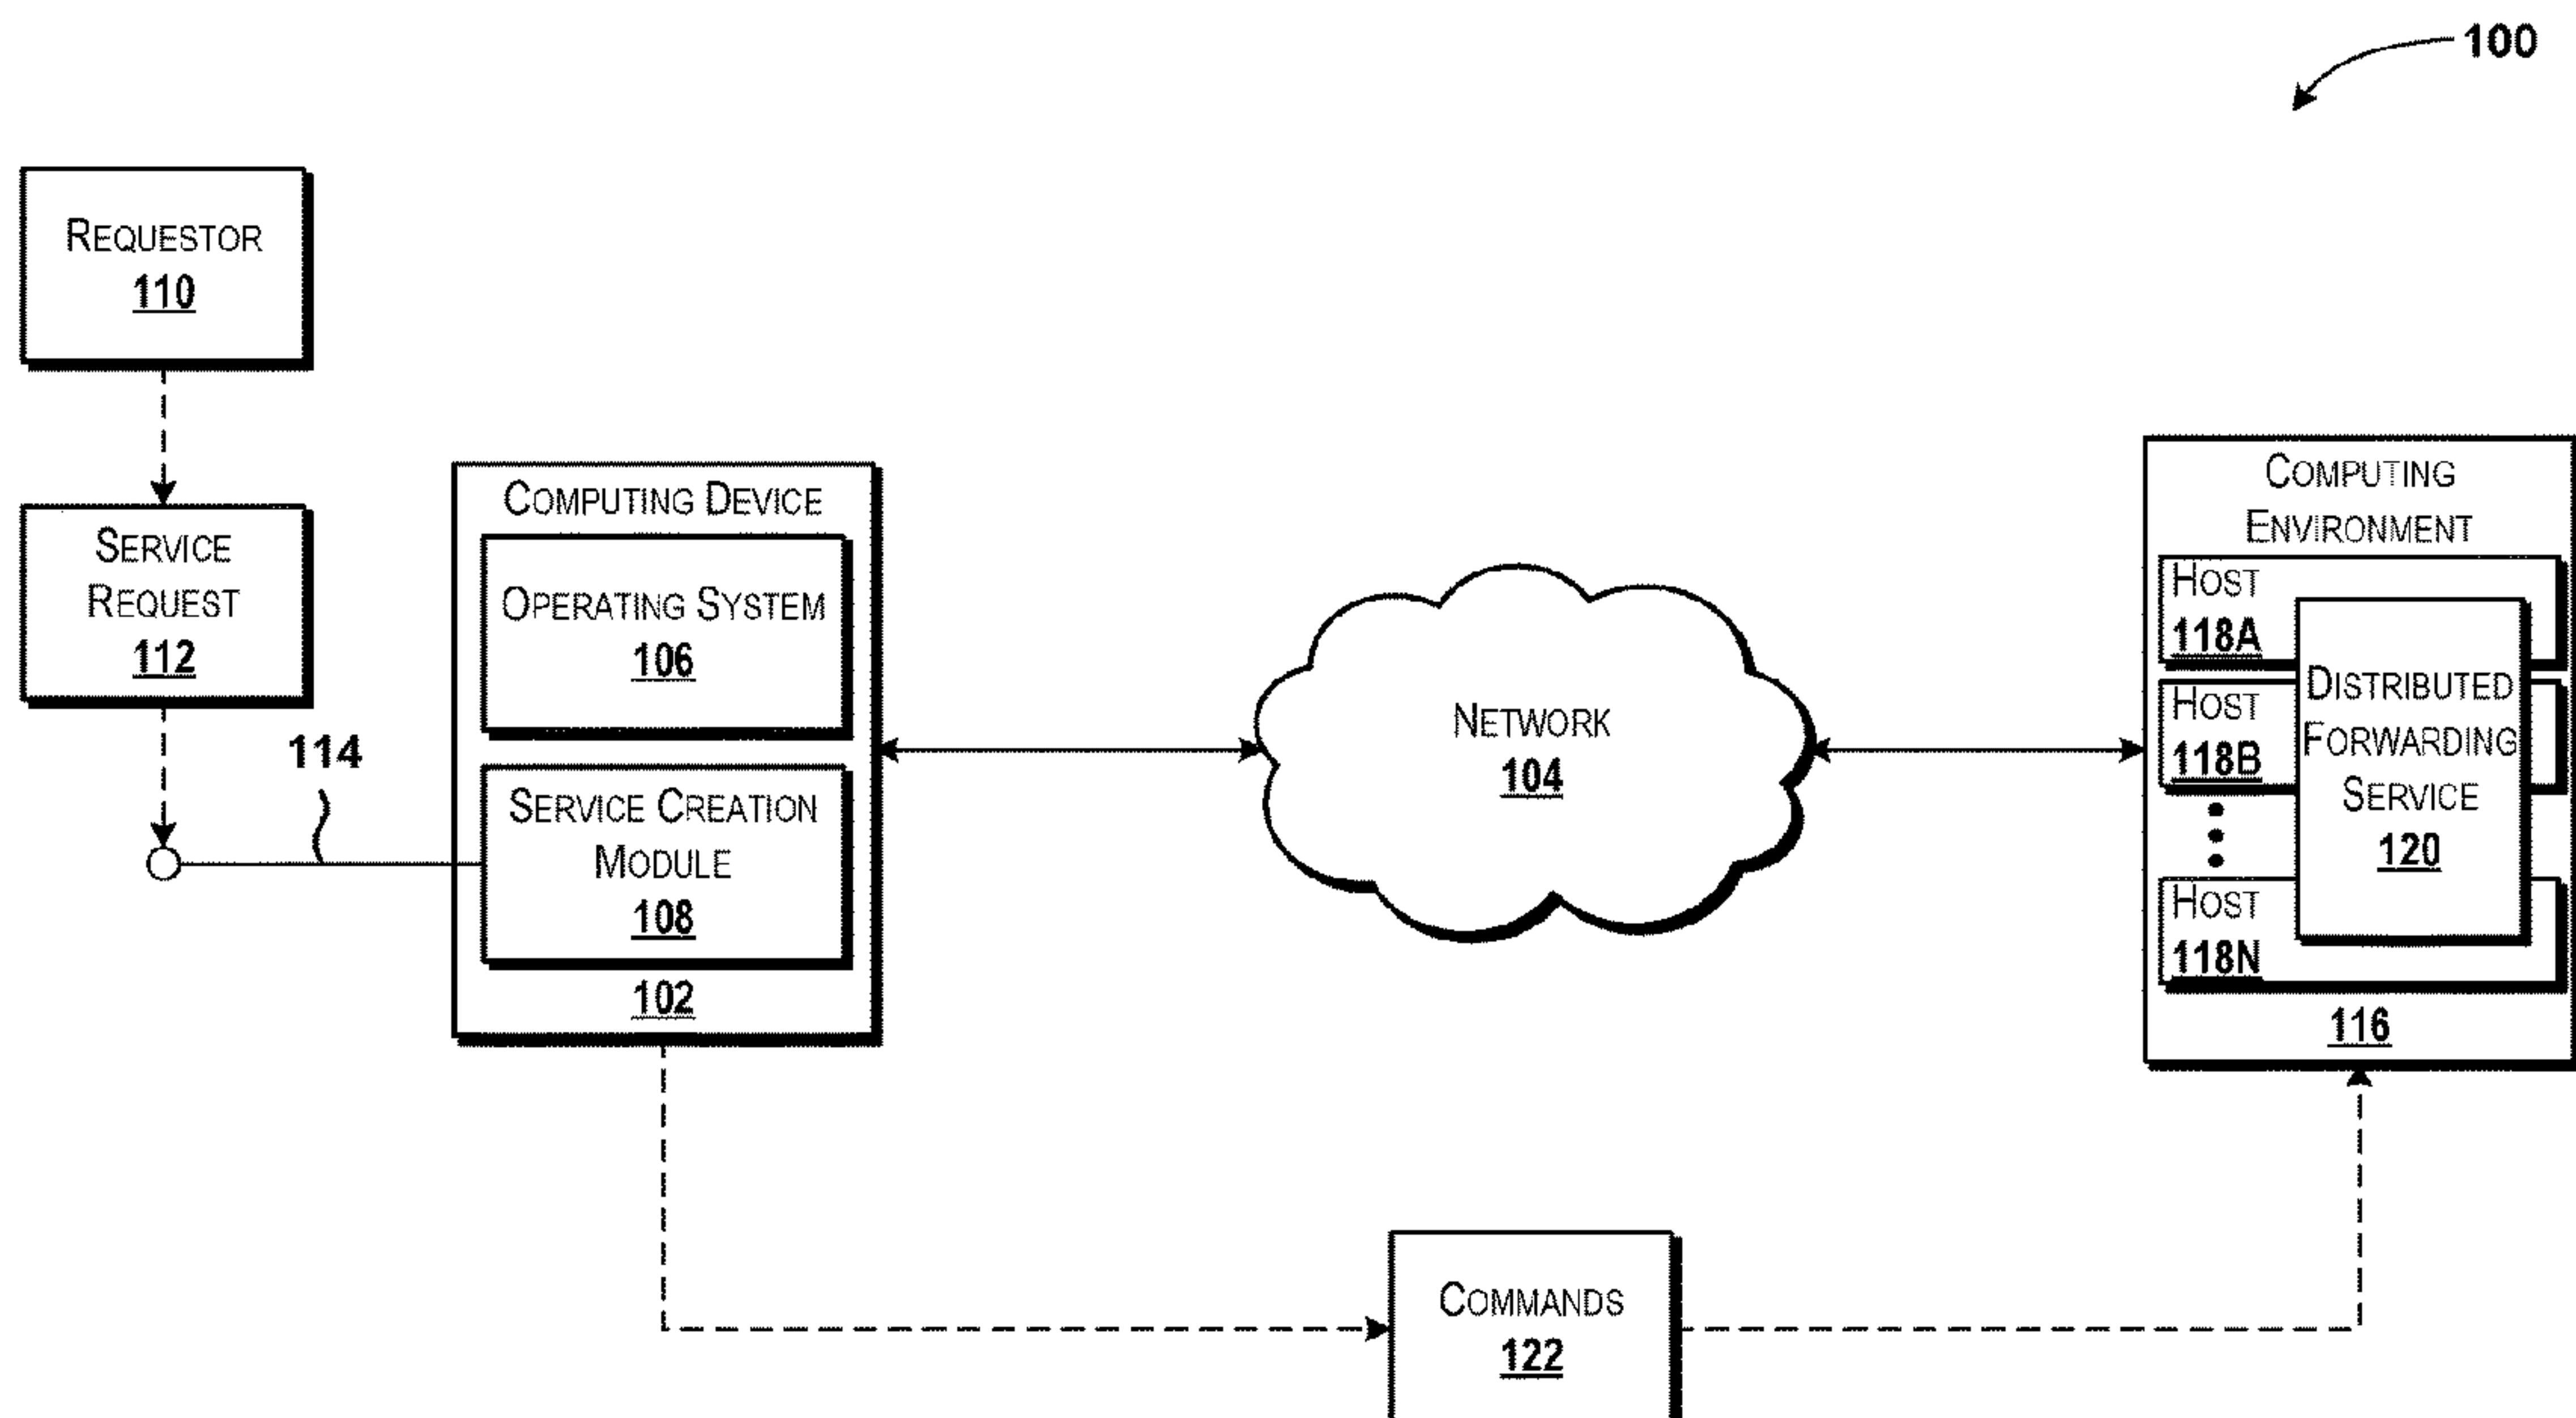 100
REQUESTOR
110
SERVICE
REQUEST
112
114
COMPUTING DEVICE
OPERATING SYSTEM
106
SERVICE CREATION
MODULE
108
102
NETWORK
104
COMPUTING
ENVIRONMENT
HOST
118A
HOST
118B
HOST
118N
DISTRIBUTED
FORWARDING
SERVICE
120
116
COMMANDS
122